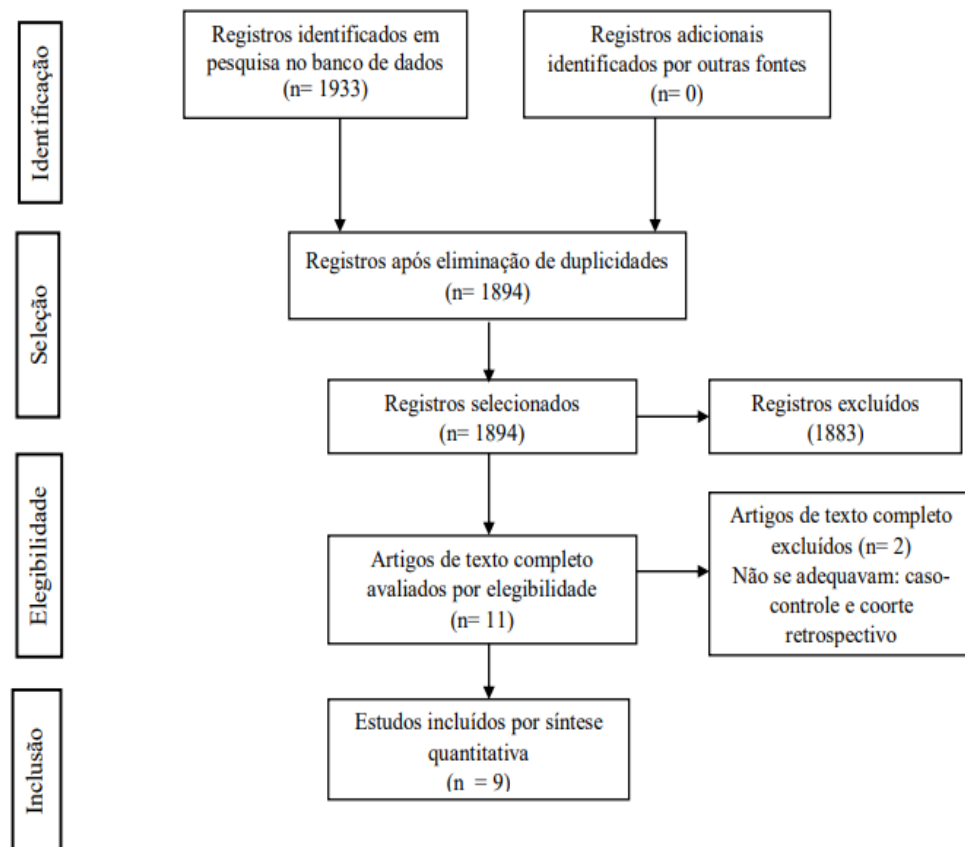 Identificação
Registros identificados em
pesquisa no banco de dados
(n= 1933)
Registros adicionais
identificados por outras fontes
(n= 0)
Seleção
Registros após eliminação de duplicidades
(n= 1894)
Registros selecionados
(n= 1894)
Registros excluídos
(1883)
Elegibilidade
Artigos de texto completo
avaliados por elegibilidade
(n= 11)
Artigos de texto completo
excluídos (n= 2)
Não se adequavam: caso-
controle e coorte
retrospectivo
Inclusão
Estudos incluídos por síntese
quantitativa
(n = 9)